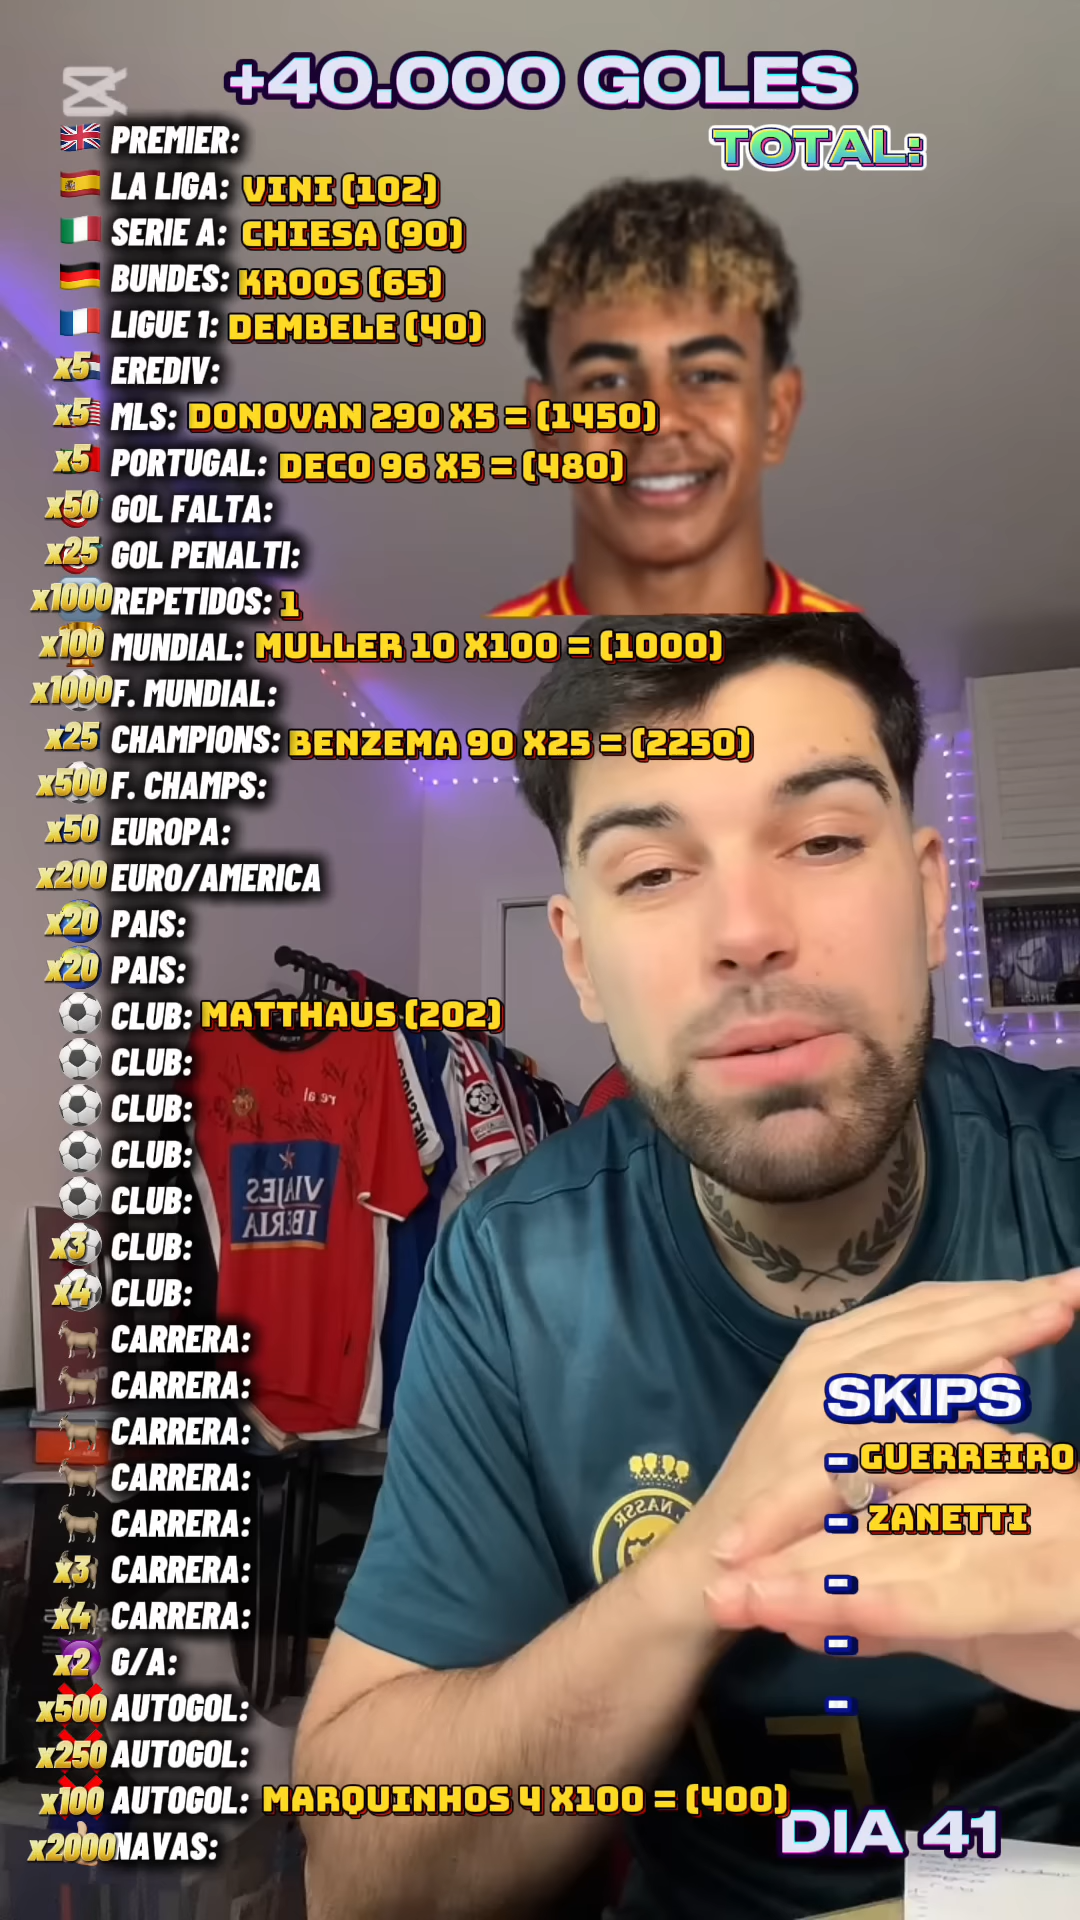 +40.000 GOLES
TOTAL:
PREMIER:
LA LIGA: VINI (102)
SERIE A: CHIESA (90)
BUNDES: KROOS (65)
LIGUE 1: DEMBELE (40)
x5 EREDIV:
x5 MLS: DONOVAN 290 X5 = (1450)
x5 PORTUGAL: DECO 96 X5 = (480)
x50 GOL FALTA:
x25 GOL PENALTI:
x1000 REPETIDOS: 1
x100 MUNDIAL: MULLER 10 X100 = (1000)
x1000 F. MUNDIAL:
x25 CHAMPIONS: BENZEMA 90 X25 = (2250)
x500 F. CHAMPS:
x50 EUROPA:
x200 EURO/AMERICA
x20 PAIS:
x20 PAIS:
CLUB: MATTHAUS (202)
CLUB:
CLUB:
CLUB:
CLUB:
x3 CLUB:
x4 CLUB:
CARRERA:
CARRERA:
CARRERA:
CARRERA:
CARRERA:
x3 CARRERA:
x4 CARRERA:
x2 G/A:
x500 AUTOGOL:
x250 AUTOGOL:
x100 AUTOGOL: MARQUINHOS 4 X100 = (400)
x2000 NAVAS:
SKIPS
- GUERREIRO
- ZANETTI
-
-
-
DIA 41
real
VIAJES
IBERIA
NASSR